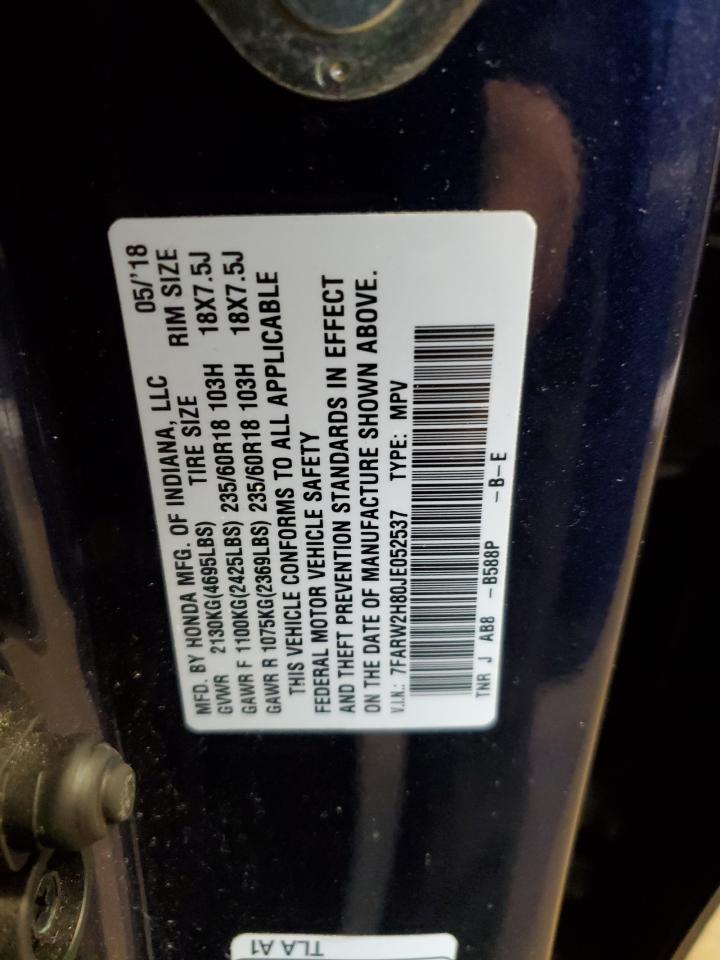 MFD. BY HONDA MFG. OF INDIANA, LLC 05/'18
GVWR 2130KG(4695LBS) TIRE SIZE RIM SIZE
GAWR F 1100KG(2425LBS) 235/60R18 103H 18X7.5J
GAWR R 1075KG(2369LBS) 235/60R18 103H 18X7.5J
THIS VEHICLE CONFORMS TO ALL APPLICABLE
FEDERAL MOTOR VEHICLE SAFETY
AND THEFT PREVENTION STANDARDS IN EFFECT
ON THE DATE OF MANUFACTURE SHOWN ABOVE.
V.I.N.: 7FARW2H80JE052537 TYPE: MPV
TNR J AB8 -B588P -B-E
TLA A1